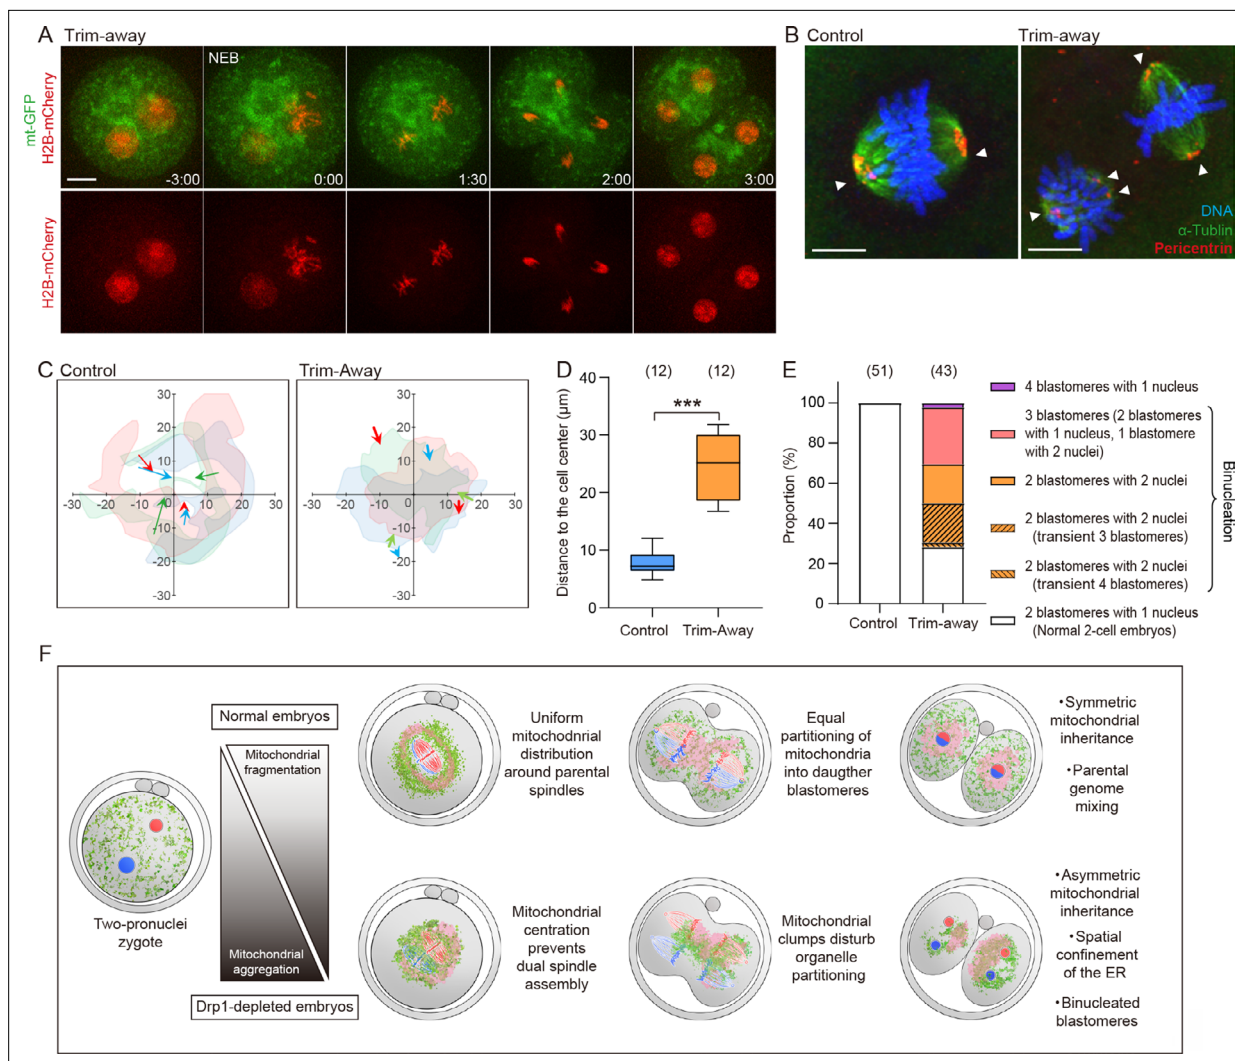 A
Trim-away
mt-GFP
H2B-mCherry
NEB
-3:00
0:00
1:30
2:00
3:00
H2B-mCherry
B
Control
Trim-away
DNA
α-Tublin
Pericentrin
C
Control
Trim-Away
30
20
10
-30 -20 -10 0 10 20 30
-10
-20
-30
30
20
10
-30 -20 -10 0 10 20 30
-10
-20
-30
D
(12)
(12)
***
Distance to the cell center (μm)
40
30
20
10
0
Control
Trim-Away
E
(51)
(43)
Proportion (%)
100
80
60
40
20
0
Control
Trim-away
4 blastomeres with 1 nucleus
3 blastomeres (2 blastomeres
with 1 nucleus, 1 blastomere
with 2 nuclei)
2 blastomeres with 2 nuclei
2 blastomeres with 2 nuclei
(transient 3 blastomeres)
2 blastomeres with 2 nuclei
(transient 4 blastomeres)
2 blastomeres with 1 nucleus
(Normal 2-cell embryos)
Binucleation
F
Two-pronuclei
zygote
Normal embryos
Mitochondrial
fragmentation
Mitochondrial
aggregation
Drp1-depleted embryos
Uniform
mitochodnrial
distribution
around parental
spindles
Equal
partitioning of
mitochondria
into daugther
blastomeres
•Symmetric
mitochondrial
inheritance
•Parental
genome
mixing
Mitochondrial
centration
prevents
dual spindle
assembly
Mitochondrial
clumps disturb
organelle
partitioning
•Asymmetric
mitochondrial
inheritance
•Spatial
confinement
of the ER
•Binucleated
blastomeres